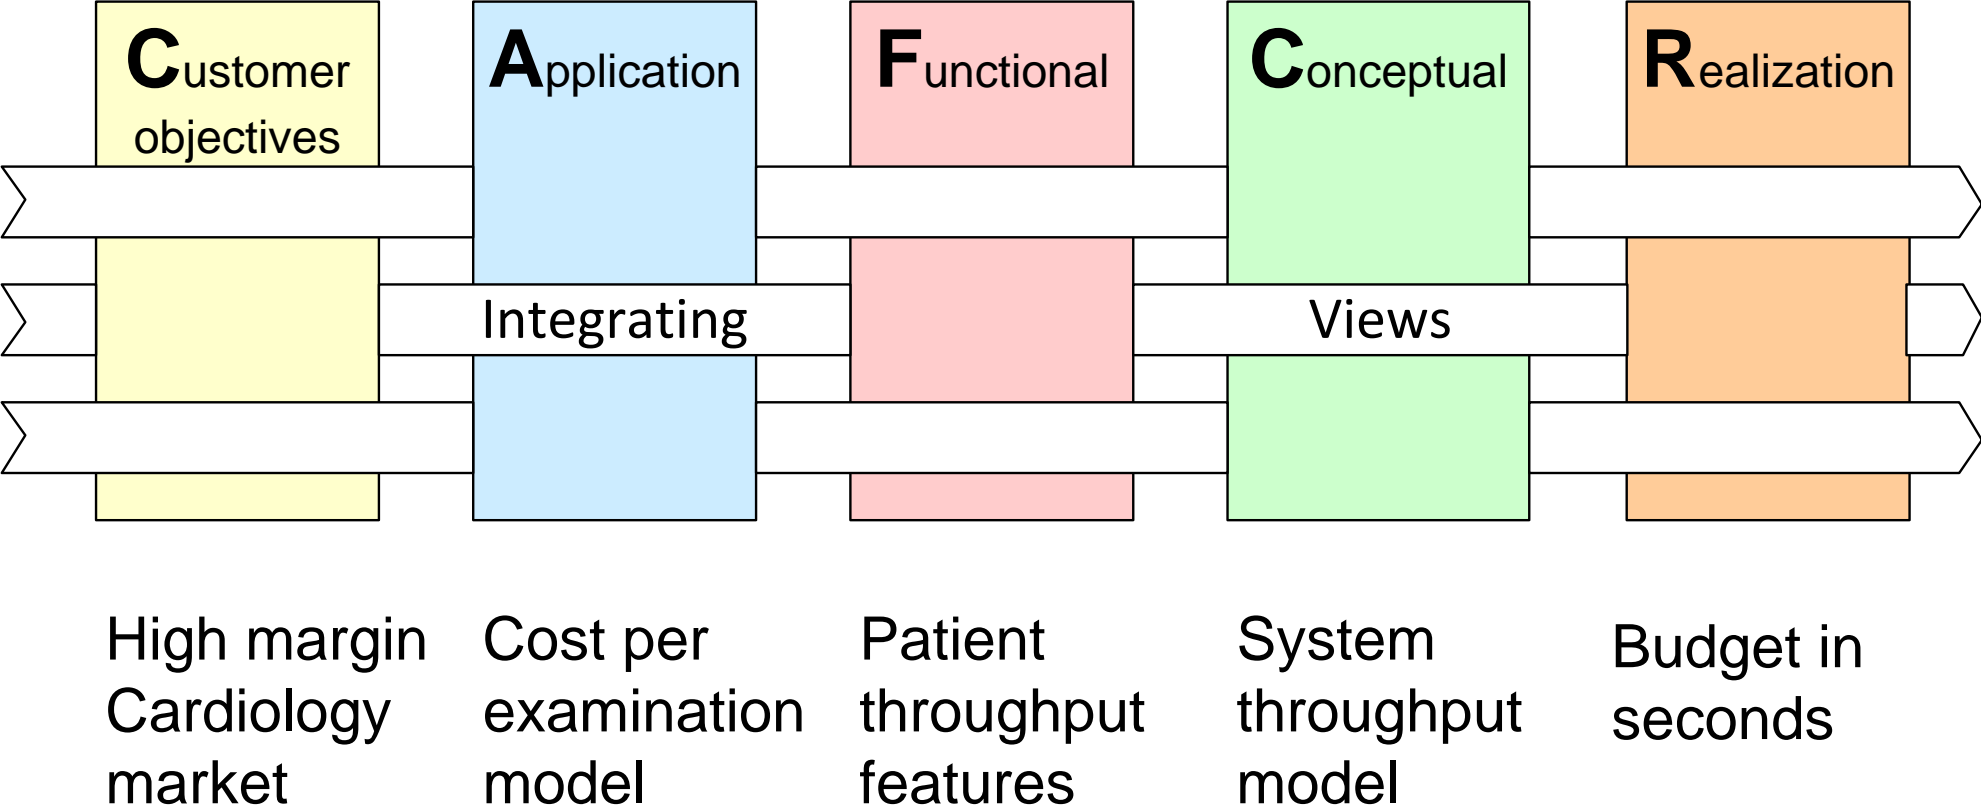 Customer
objectives
Application
Functional
Conceptual
Realization
Integrating
Views
High margin
Cardiology
market
Cost per
examination
model
Patient
throughput
features
System
throughput
model
Budget in
seconds